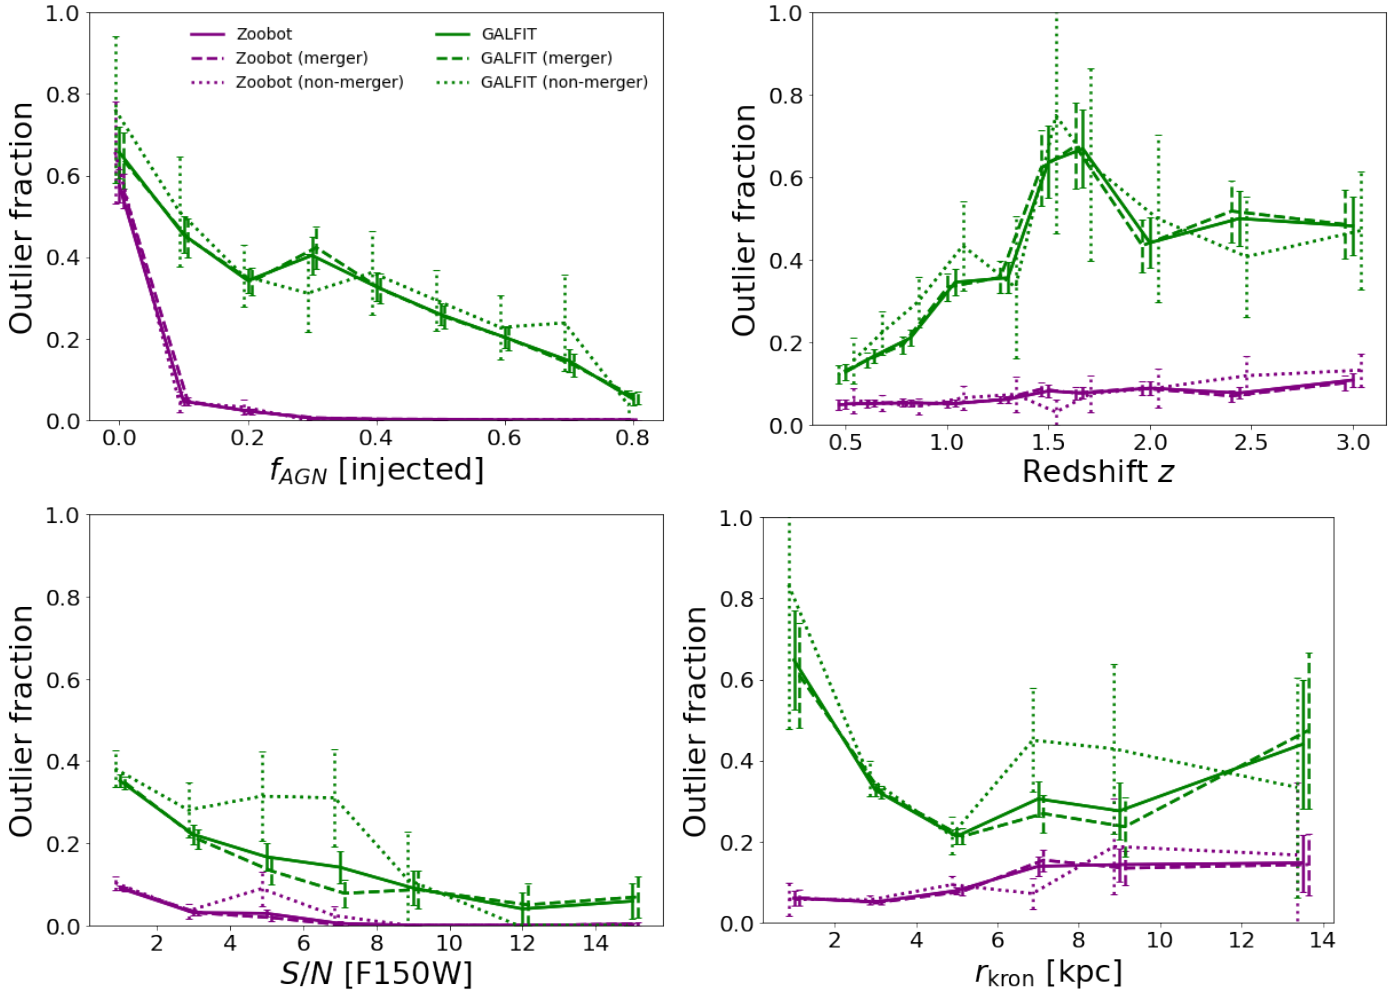 1.0
0.8
0.6
0.4
0.2
0.0
Outlier fraction
Zoobot
Zoobot (merger)
Zoobot (non-merger)
GALFIT
GALFIT (merger)
GALFIT (non-merger)
0.0 0.2 0.4 0.6 0.8
f_AGN [injected]
1.0
0.8
0.6
0.4
0.2
0.0
Outlier fraction
0.5 1.0 1.5 2.0 2.5 3.0
Redshift z
1.0
0.8
0.6
0.4
0.2
0.0
Outlier fraction
2 4 6 8 10 12 14
S/N [F150W]
1.0
0.8
0.6
0.4
0.2
0.0
Outlier fraction
2 4 6 8 10 12 14
r_kron [kpc]